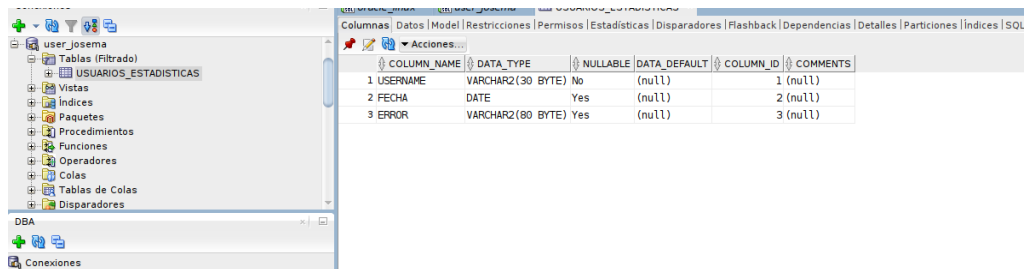 user_josema
Tablas (Filtrado)
USUARIOS_ESTADISTICAS
Vistas
Índices
Paquetes
Procedimientos
Funciones
Operadores
Colas
Tablas de Colas
Disparadores
DBA
Conexiones
Columnas Datos Model Restricciones Permisos Estadísticas Disparadores Flashback Dependencias Detalles Particiones Índices SQL
Acciones...
COLUMN_NAME DATA_TYPE NULLABLE DATA_DEFAULT COLUMN_ID COMMENTS
1 USERNAME VARCHAR2(30 BYTE) No (null) 1 (null)
2 FECHA DATE Yes (null) 2 (null)
3 ERROR VARCHAR2(80 BYTE) Yes (null) 3 (null)